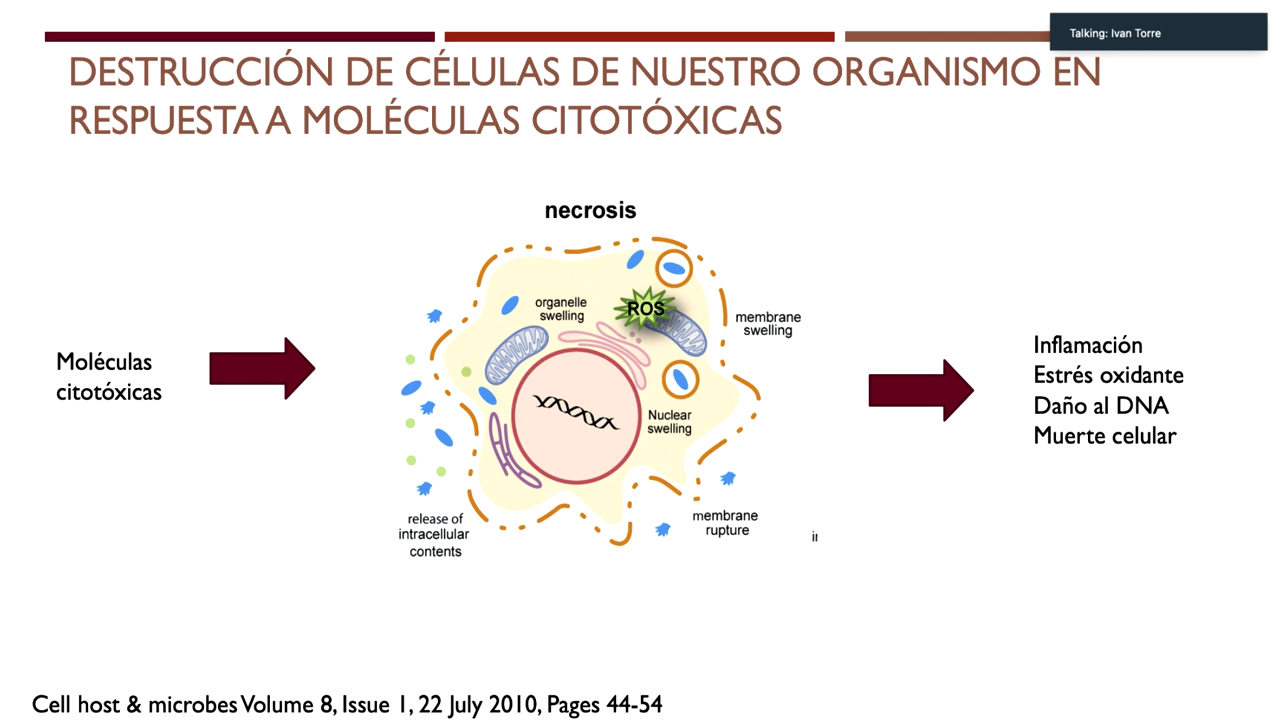 Talking: Ivan Torre
DESTRUCCIÓN DE CÉLULAS DE NUESTRO ORGANISMO EN
RESPUESTA A MOLÉCULAS CITOTÓXICAS
necrosis
organelle
swelling
ROS
membrane
swelling
Moléculas
citotóxicas
Nuclear
swelling
Inflamación
Estrés oxidante
Daño al DNA
Muerte celular
release of
intracellular
contents
membrane
rupture
Cell host & microbes Volume 8, Issue 1, 22 July 2010, Pages 44-54